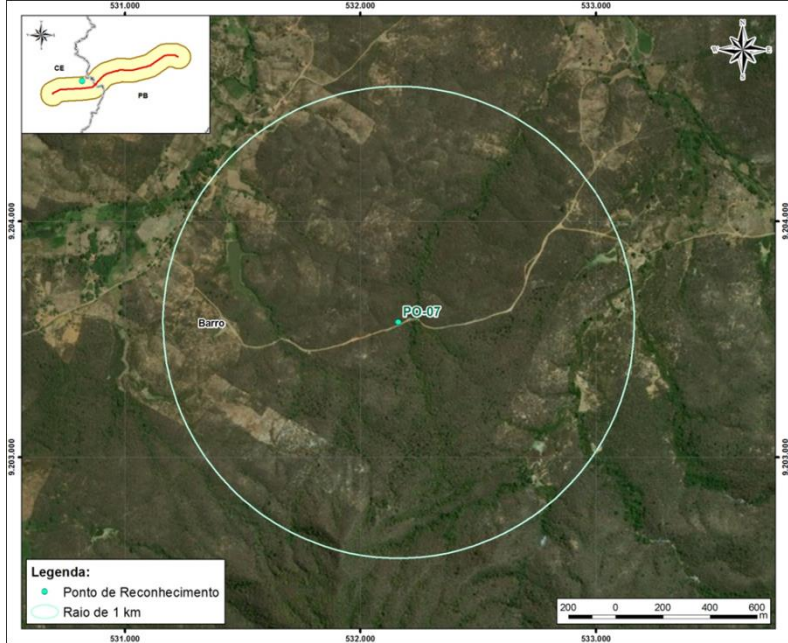 531.000 532.000 533.000
CE
PB
N
W E
S
9.204.000 9.204.000
PO-07
Barro
9.203.000 9.203.000
Legenda:
Ponto de Reconhecimento
Raio de 1 km
200 0 200 400 600
m
531.000 532.000 533.000